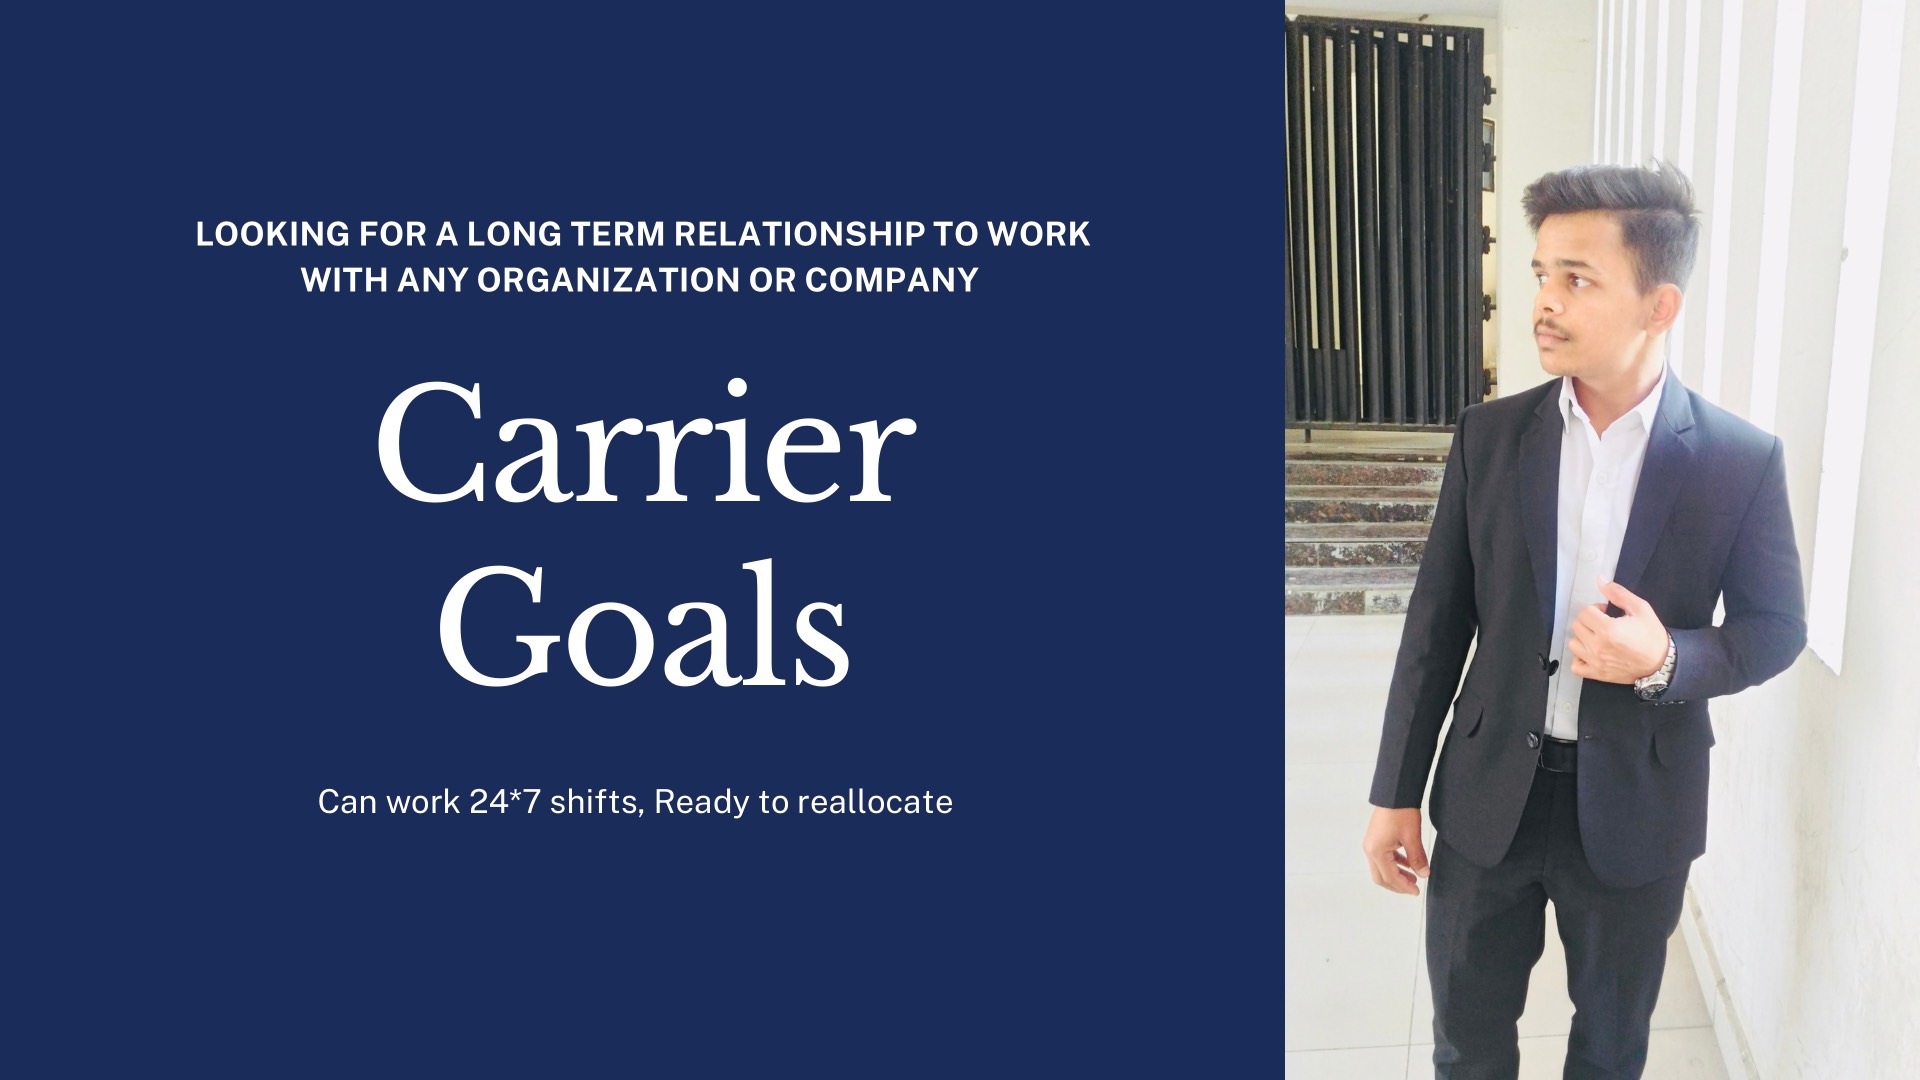 LOOKING FOR A LONG TERM RELATIONSHIP TO WORK
WITH ANY ORGANIZATION OR COMPANY
Carrier
Goals
Can work 24*7 shifts, Ready to reallocate